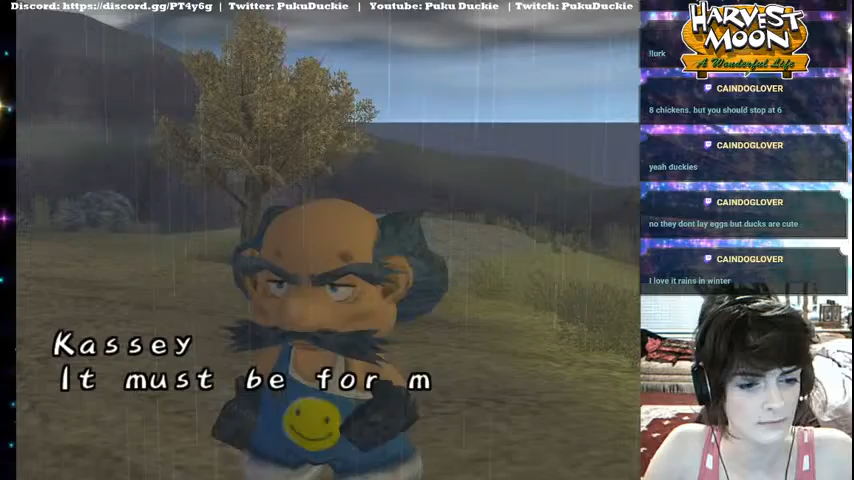 Discord: https://discord.gg/PT4y6g | Twitter: PukuDuckie | Youtube: Puku Duckie | Twitch: PukuDuckie
HARVEST
MOON
A Wonderful Life
!lurk
CAINDOGLOVER
8 chickens. but you should stop at 6
CAINDOGLOVER
yeah duckies
CAINDOGLOVER
no they dont lay eggs but ducks are cute
CAINDOGLOVER
I love it rains in winter
Kassey
It must be for m